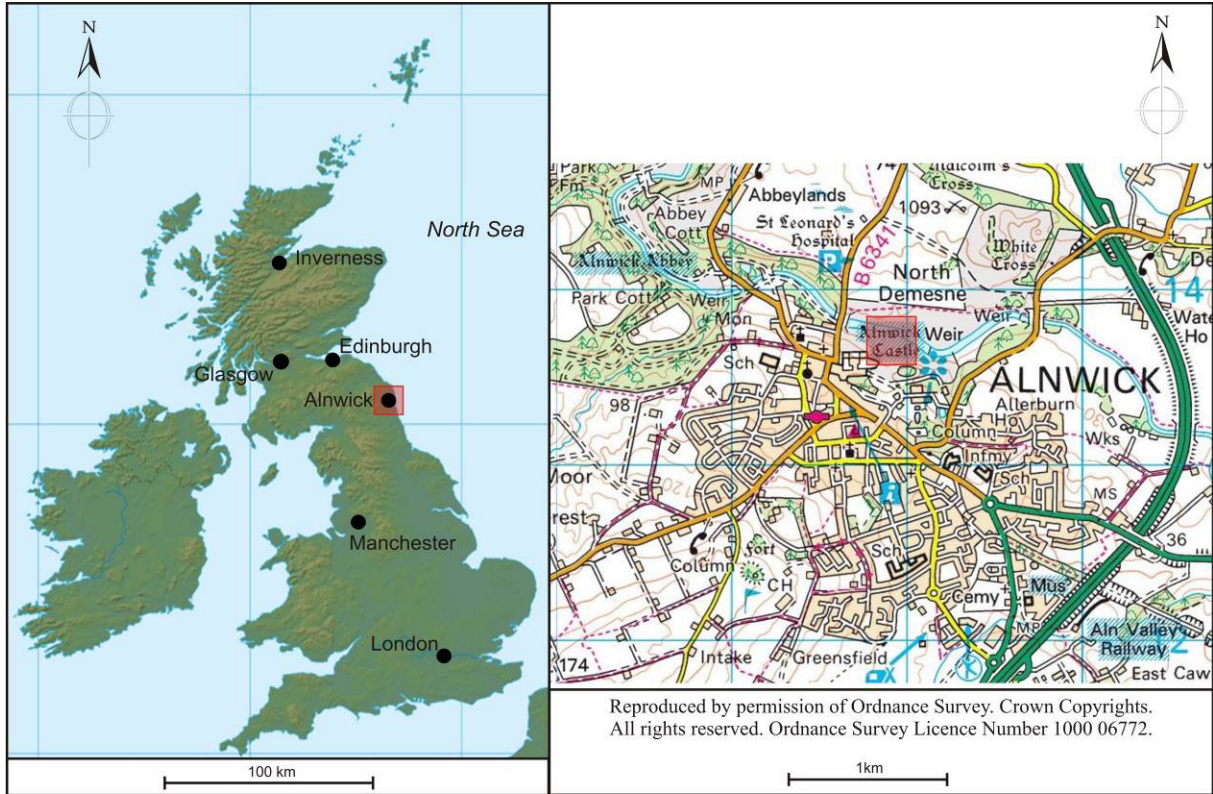 N
North Sea
Inverness
Edinburgh
Glasgow
Alnwick
Manchester
London
100 km
N
Park
Fm
MP
Abbeylands
74
Malcolm's
Cross
Abbey
Cott
St Leonard's
Hospital
1093
P
B6341
White
Cross
Alnwick Abbey
North
Demesne
Park Cott
Weir
Mon
Weir
14
Alnwick
Castle
Weir
Sch
ALNWICK
98
Allerburn
Ho
Column
Wks
Infmy
Sch
MS
i
36
Column
Fort
CH
Sch
Cemy
Mus
MP
Aln Valley
Railway
12
174
Intake
Greensfield
East Caw
Reproduced by permission of Ordnance Survey. Crown Copyrights.
All rights reserved. Ordnance Survey Licence Number 1000 06772.
1km